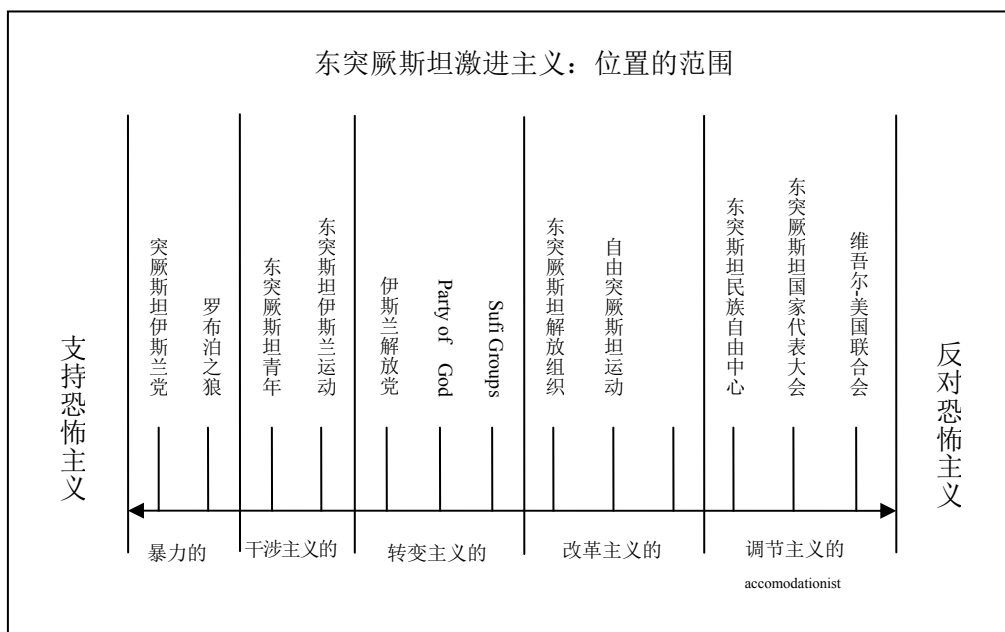 东突厥斯坦激进主义：位置的范围
支持恐怖主义
突厥斯坦伊斯兰党
罗布泊之狼
东突厥斯坦青年
东突斯坦伊斯兰运动
伊斯兰解放党
Party of God
Sufi Groups
东突厥斯坦解放组织
自由突厥斯坦运动
东突斯坦民族自由中心
东突厥斯坦国家代表大会
维吾尔-美国联合会
反对恐怖主义
暴力的
干涉主义的
转变主义的
改革主义的
调节主义的
accomodationist